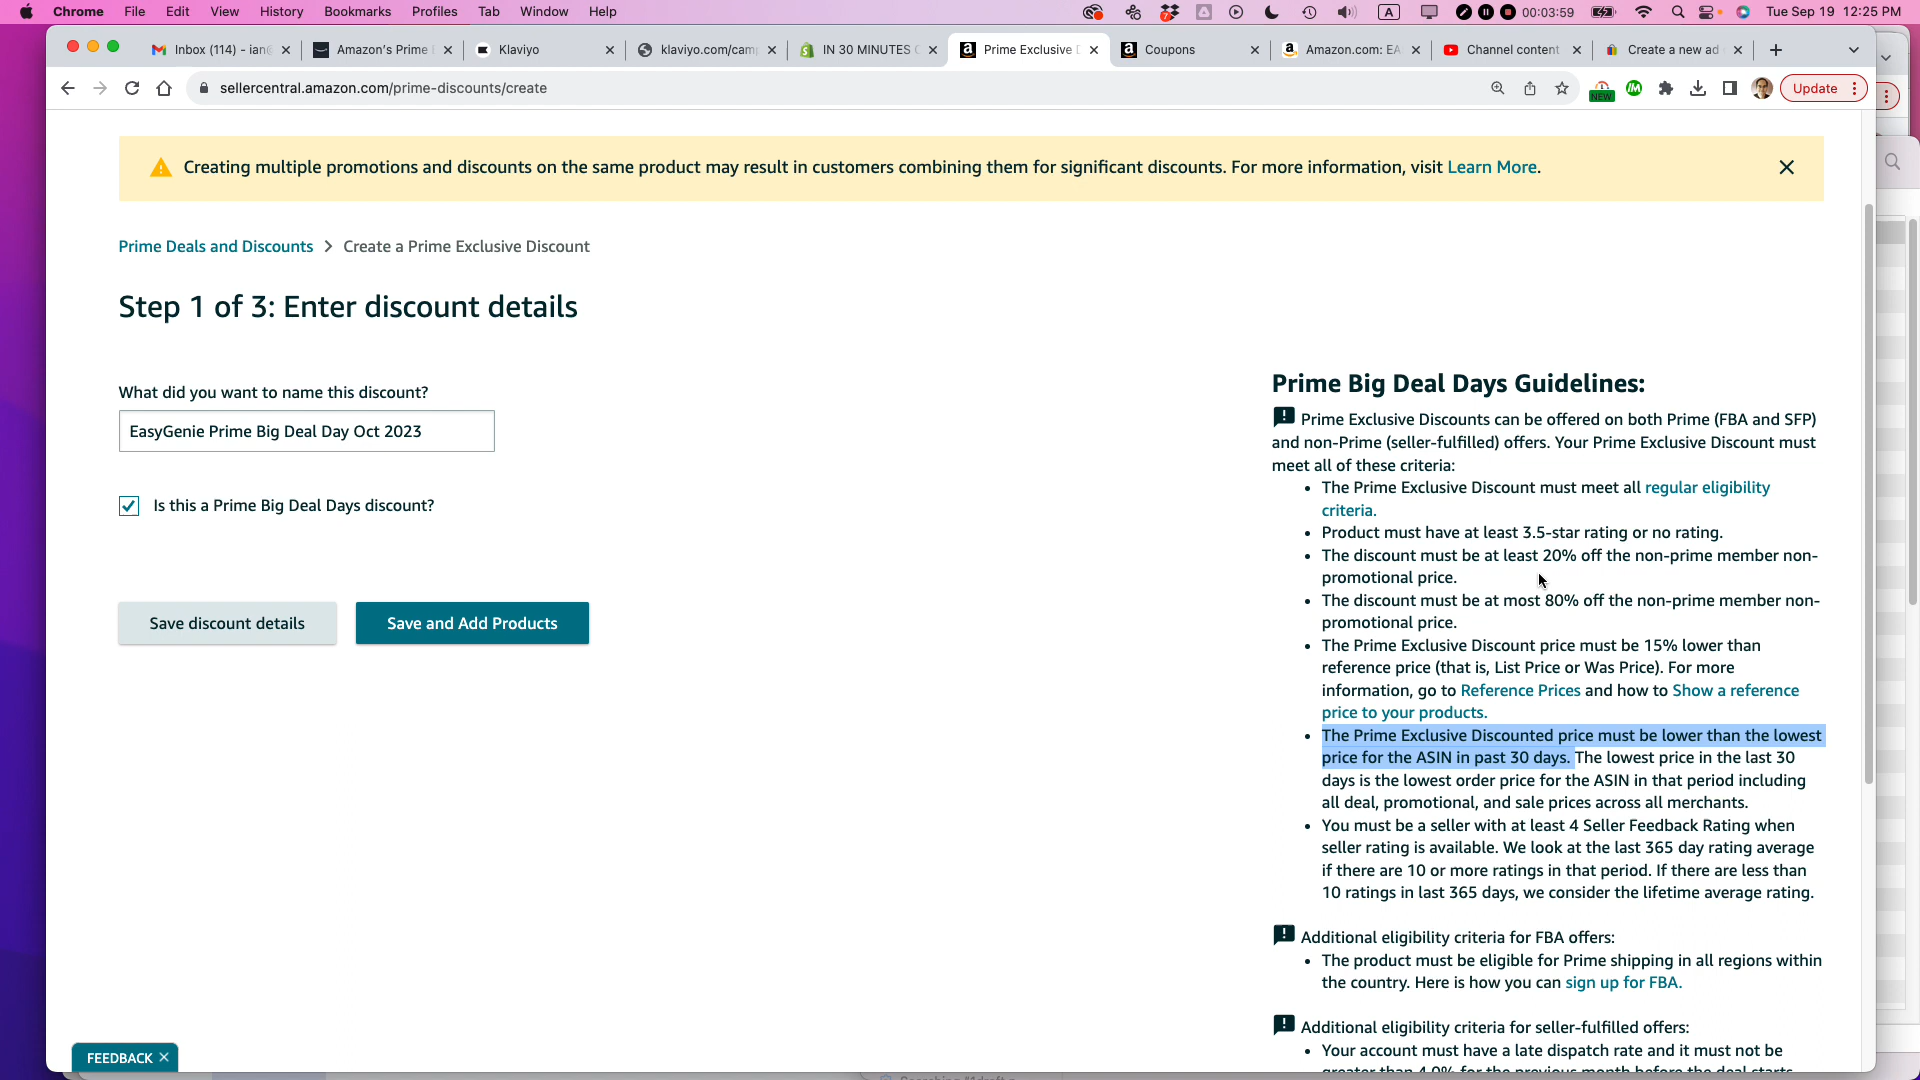 Chrome File Edit View History Bookmarks Profiles Tab Window Help A 00:03:59 Tue Sep 19 12:25 PM
Inbox (114) - ian@ Amazon's Prime Klaviyo klaviyo.com/cam IN 30 MINUTES Prime Exclusive Coupons Amazon.com: EA Channel content Create a new ad
sellercentral.amazon.com/prime-discounts/create NEW Update
Creating multiple promotions and discounts on the same product may result in customers combining them for significant discounts. For more information, visit Learn More.
Prime Deals and Discounts > Create a Prime Exclusive Discount
Step 1 of 3: Enter discount details
What did you want to name this discount?
EasyGenie Prime Big Deal Day Oct 2023
Is this a Prime Big Deal Days discount?
Save discount details Save and Add Products
Prime Big Deal Days Guidelines:
Prime Exclusive Discounts can be offered on both Prime (FBA and SFP)
and non-Prime (seller-fulfilled) offers. Your Prime Exclusive Discount must
meet all of these criteria:
• The Prime Exclusive Discount must meet all regular eligibility
criteria.
• Product must have at least 3.5-star rating or no rating.
• The discount must be at least 20% off the non-prime member non-
promotional price.
• The discount must be at most 80% off the non-prime member non-
promotional price.
• The Prime Exclusive Discount price must be 15% lower than
reference price (that is, List Price or Was Price). For more
information, go to Reference Prices and how to Show a reference
price to your products.
• The Prime Exclusive Discounted price must be lower than the lowest
price for the ASIN in past 30 days. The lowest price in the last 30
days is the lowest order price for the ASIN in that period including
all deal, promotional, and sale prices across all merchants.
• You must be a seller with at least 4 Seller Feedback Rating when
seller rating is available. We look at the last 365 day rating average
if there are 10 or more ratings in that period. If there are less than
10 ratings in last 365 days, we consider the lifetime average rating.
Additional eligibility criteria for FBA offers:
• The product must be eligible for Prime shipping in all regions within
the country. Here is how you can sign up for FBA.
Additional eligibility criteria for seller-fulfilled offers:
• Your account must have a late dispatch rate and it must not be
greater than 4.0% for the previous month before the deal starts
FEEDBACK